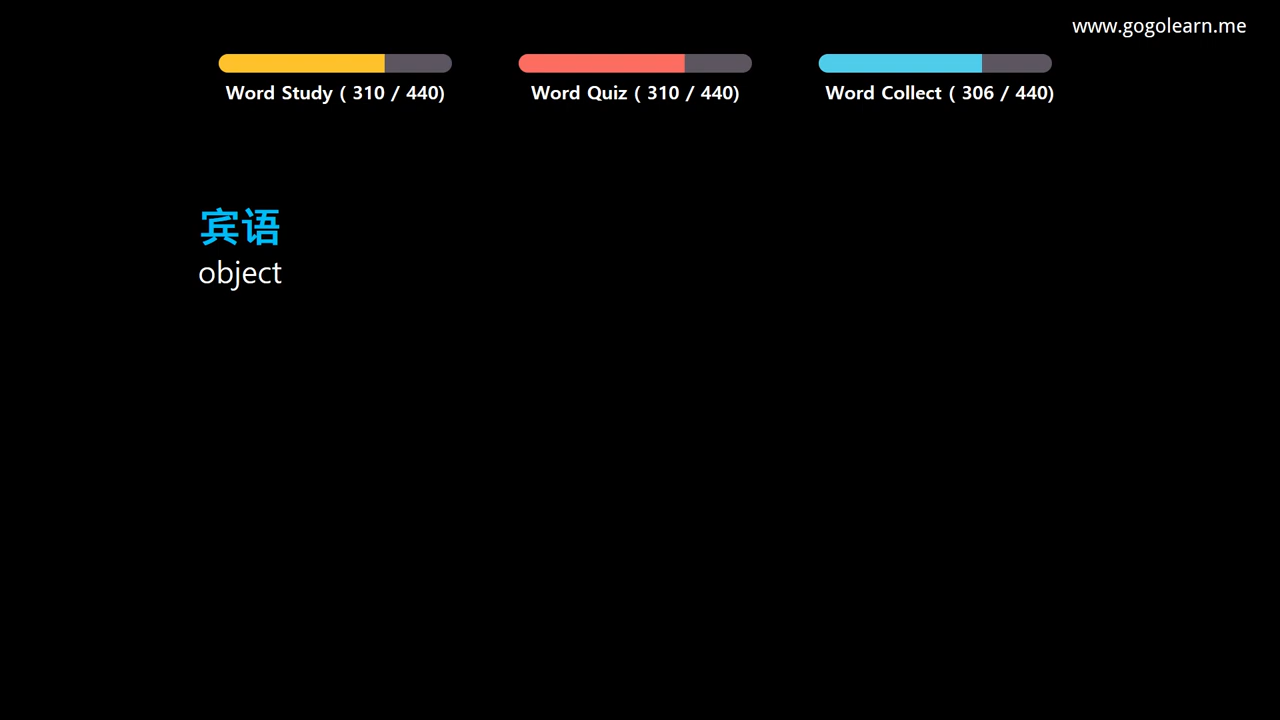 www.gogolearn.me
Word Study ( 310 / 440)
Word Quiz ( 310 / 440)
Word Collect ( 306 / 440)
宾语
object